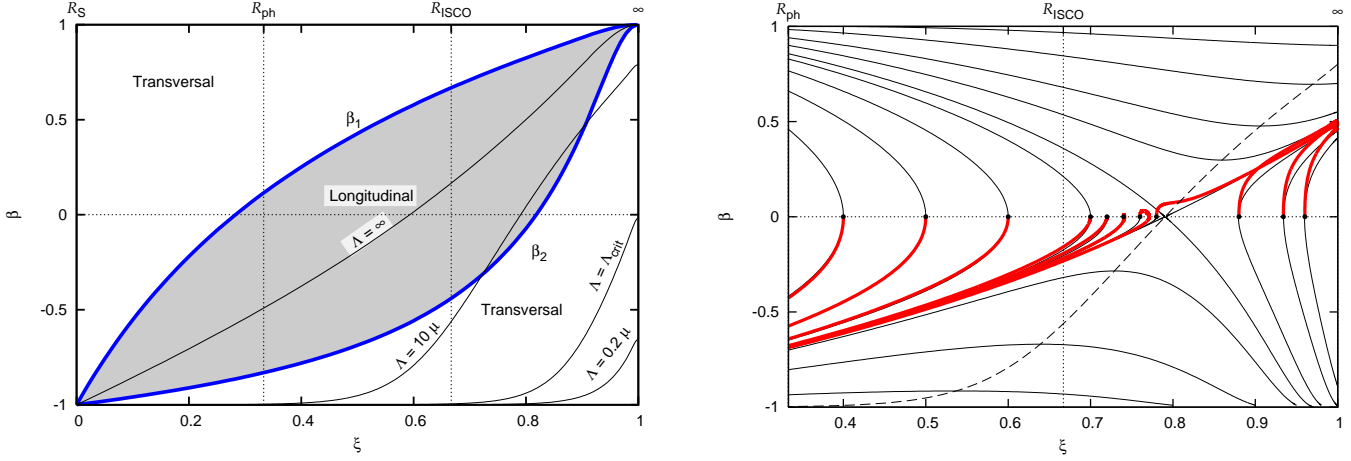 R_S R_ph R_ISCO ∞
1
Transversal
β_1
0.5
Longitudinal
β 0
Λ = ∞
β_2
Λ = Λ_crit
-0.5
Transversal
Λ = 10 μ
Λ = 0.2 μ
-1
0 0.2 0.4 0.6 0.8 1
ξ
R_ph R_ISCO ∞
1
0.5
β 0
-0.5
-1
0.4 0.5 0.6 0.7 0.8 0.9 1
ξ